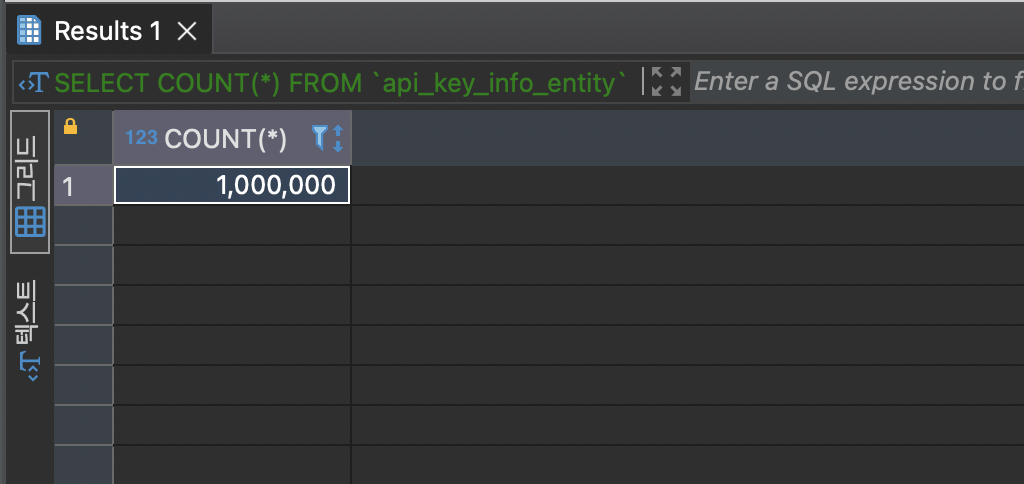 Results 1
SELECT COUNT(*) FROM `api_key_info_entity`
Enter a SQL expression to f
123 COUNT(*)
그리드
1 1,000,000
텍스트